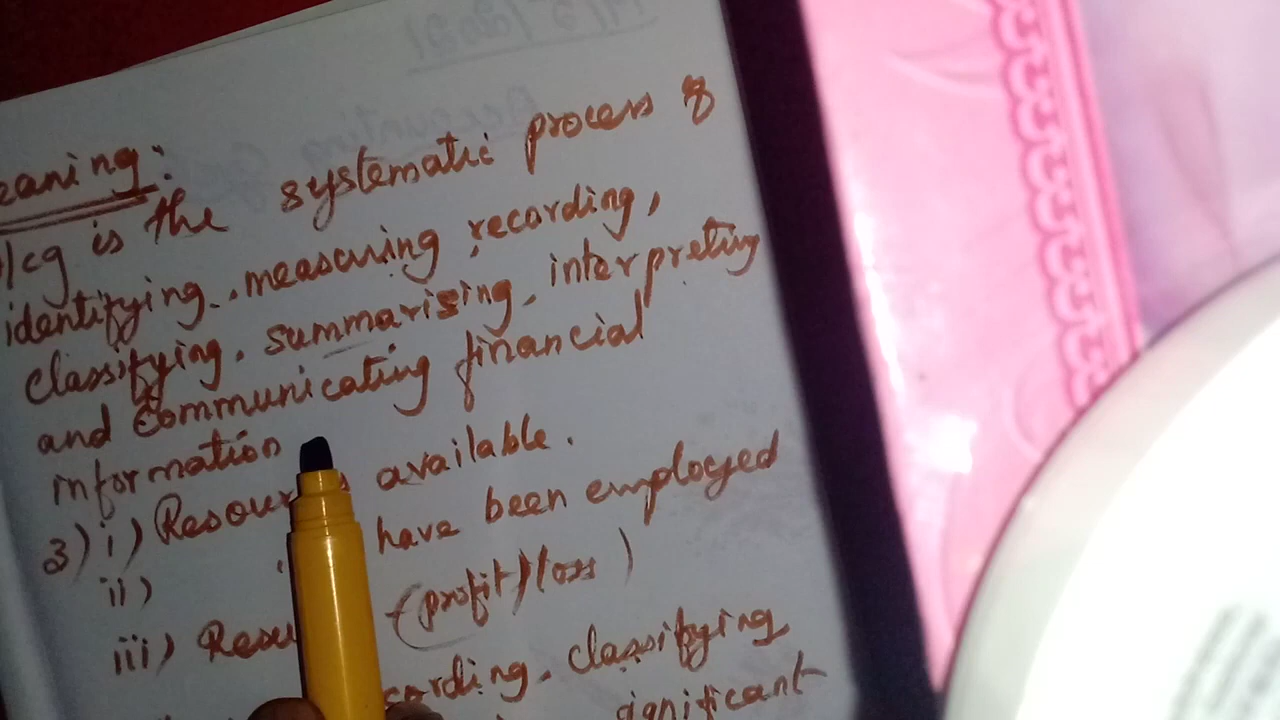 eaning:
/cg is the systematic process of
identifying, measuring, recording,
classifying, summarising, interpreting
and communicating financial
information
3) i) Resour s available.
ii) " have been employed
iii) Resu (profit)/loss)
cording, classifying
significant